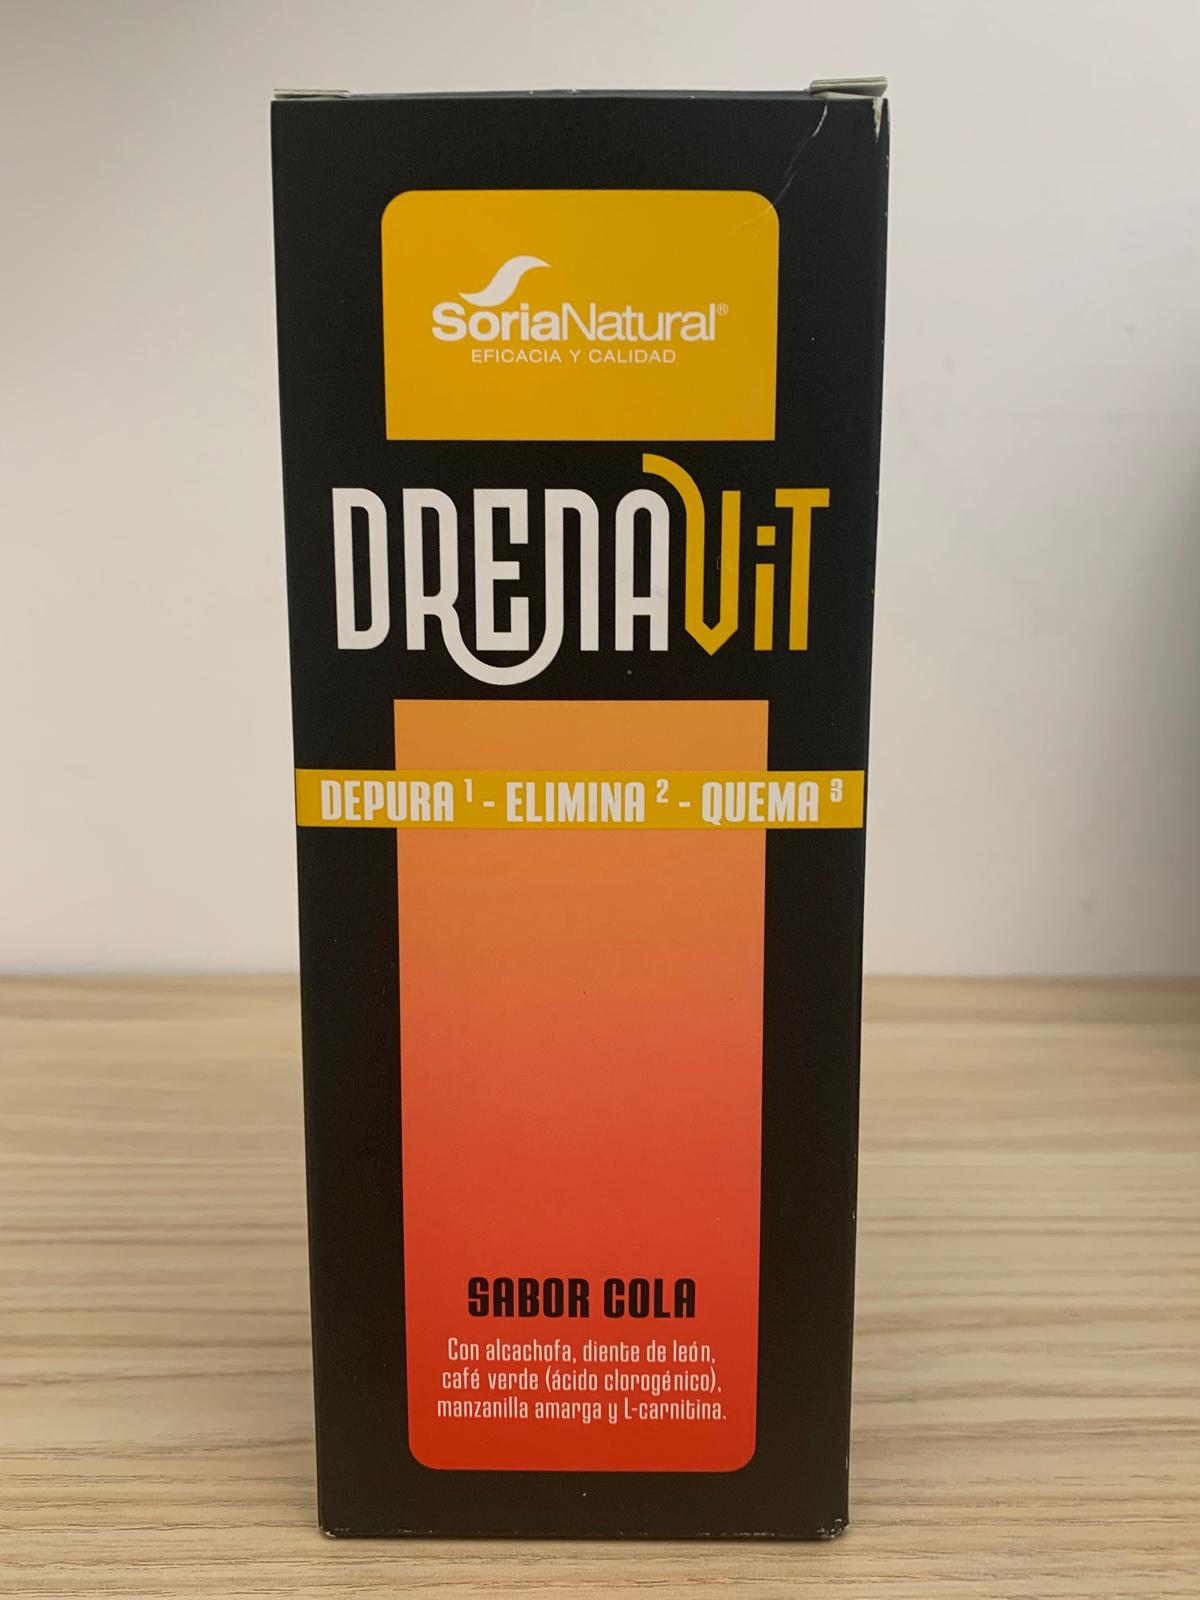 SoriaNatural®
EFICACIA Y CALIDAD
DRENAViT
DEPURA ¹ - ELIMINA ² - QUEMA ³
SABOR COLA
Con alcachofa, diente de león,
café verde (ácido clorogénico),
manzanilla amarga y L-carnitina.